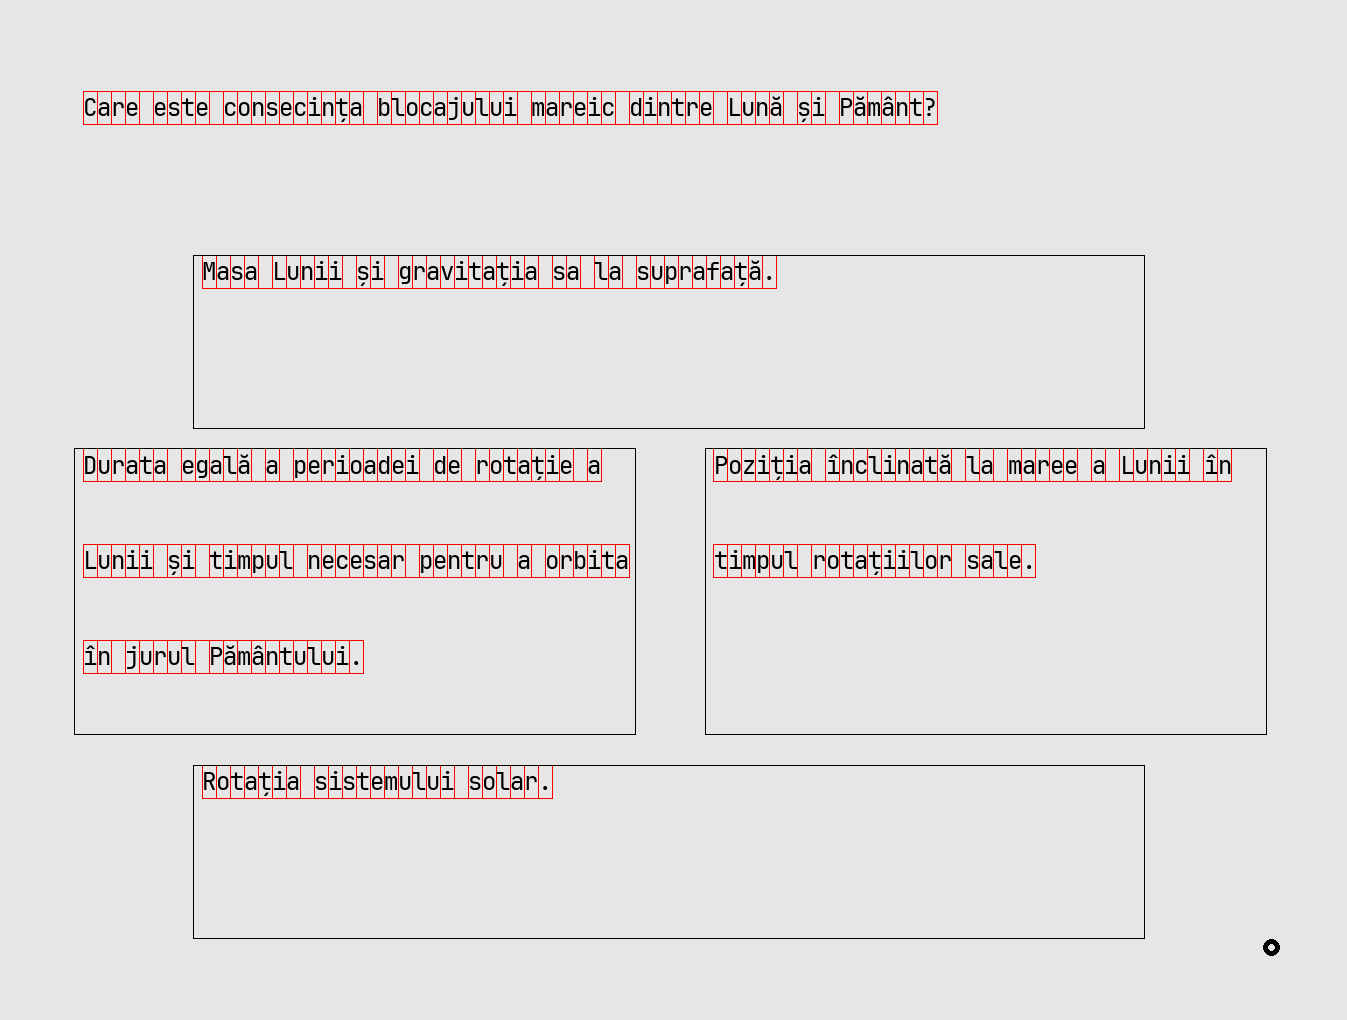 Care este consecința blocajului mareic dintre Lună și Pământ?
Masa Lunii și gravitația sa la suprafață.
Durata egală a perioadei de rotație a
Lunii și timpul necesar pentru a orbita
în jurul Pământului.
Poziția înclinată la maree a Lunii în
timpul rotațiilor sale.
Rotația sistemului solar.